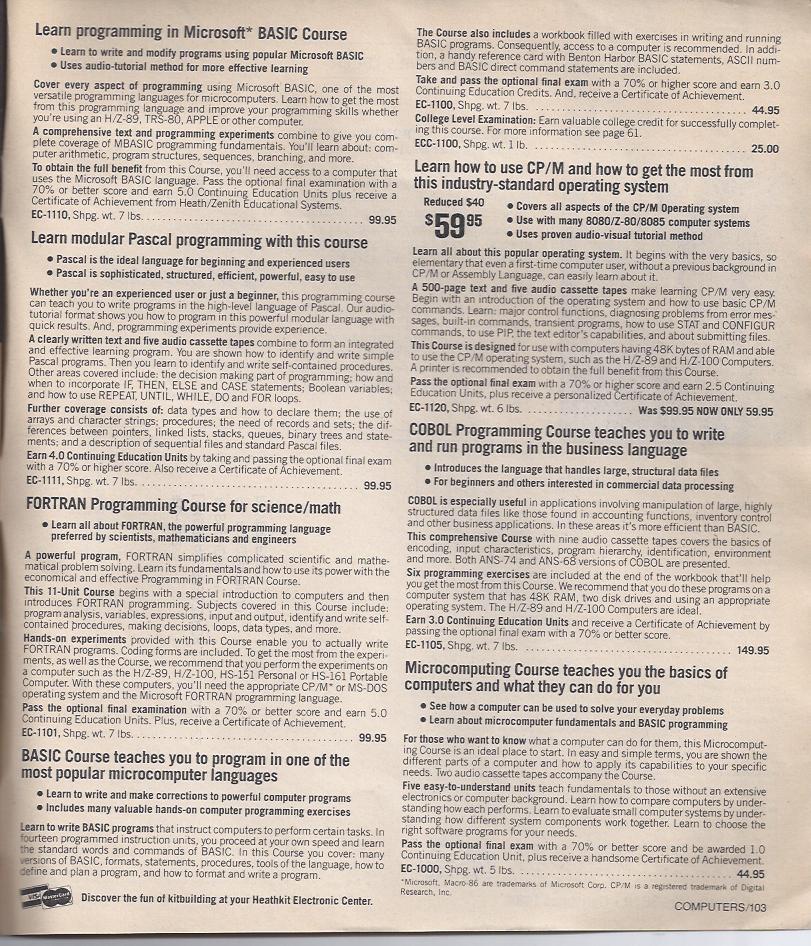 Learn programming in Microsoft* BASIC Course
• Learn to write and modify programs using popular Microsoft BASIC
• Uses audio-tutorial method for more effective learning
Cover every aspect of programming using Microsoft BASIC, one of the most
versatile programming languages for microcomputers. Learn how to get the most
from this programming language and improve your programming skills whether
you're using an H/Z-89, TRS-80, APPLE or other computer.
A comprehensive text and programming experiments combine to give you com-
plete coverage of MBASIC programming fundamentals. You'll learn about: com-
puter arithmetic, program structures, sequences, branching, and more.
To obtain the full benefit from this Course, you'll need access to a computer that
uses the Microsoft BASIC language. Pass the optional final examination with a
70% or better score and earn 5.0 Continuing Education Units plus receive a
Certificate of Achievement from Heath/Zenith Educational Systems.
EC-1110, Shpg. wt. 7 lbs. .......... 99.95
Learn modular Pascal programming with this course
• Pascal is the ideal language for beginning and experienced users
• Pascal is sophisticated, structured, efficient, powerful, easy to use
Whether you're an experienced user or just a beginner, this programming course
can teach you to write programs in the high-level language of Pascal. Our audio-
tutorial format shows you how to program in this powerful modular language with
quick results. And, programming experiments provide experience.
A clearly written text and five audio cassette tapes combine to form an integrated
and effective learning program. You are shown how to identify and write simple
Pascal programs. Then you learn to identify and write self-contained procedures.
Other areas covered include: the decision making part of programming; how and
when to incorporate IF, THEN, ELSE and CASE statements; Boolean variables;
and how to use REPEAT, UNTIL, WHILE, DO and FOR loops.
Further coverage consists of: data types and how to declare them; the use of
arrays and character strings; procedures; the need of records and sets; the dif-
ferences between pointers, linked lists, stacks, queues, binary trees and state-
ments; and a description of sequential files and standard Pascal files.
Earn 4.0 Continuing Education Units by taking and passing the optional final exam
with a 70% or higher score. Also receive a Certificate of Achievement.
EC-1111, Shpg. wt. 7 lbs. .......... 99.95
FORTRAN Programming Course for science/math
• Learn all about FORTRAN, the powerful programming language
preferred by scientists, mathematicians and engineers
A powerful program, FORTRAN simplifies complicated scientific and mathe-
matical problem solving. Learn its fundamentals and how to use its power with the
economical and effective Programming in FORTRAN Course.
This 11-Unit Course begins with a special introduction to computers and then
introduces FORTRAN programming. Subjects covered in this Course include:
program analysis, variables, expressions, input and output, identify and write self-
contained procedures, making decisions, loops, data types, and more.
Hands-on experiments provided with this Course enable you to actually write
FORTRAN programs. Coding forms are included. To get the most from the experi-
ments, as well as the Course, we recommend that you perform the experiments on
a computer such as the H/Z-89, H/Z-100, HS-151 Personal or HS-161 Portable
Computer. With these computers, you'll need the appropriate CP/M* or MS-DOS
operating system and the Microsoft FORTRAN programming language.
Pass the optional final examination with a 70% or better score and earn 5.0
Continuing Education Units. Plus, receive a Certificate of Achievement.
EC-1101, Shpg. wt. 7 lbs. .......... 99.95
BASIC Course teaches you to program in one of the
most popular microcomputer languages
• Learn to write and make corrections to powerful computer programs
• Includes many valuable hands-on computer programming exercises
Learn to write BASIC programs that instruct computers to perform certain tasks. In
fourteen programmed instruction units, you proceed at your own speed and learn
the standard words and commands of BASIC. In this Course you cover: many
versions of BASIC, formats, statements, procedures, tools of the language, how to
define and plan a program, and how to format and write a program.
VISA MasterCard Discover the fun of kitbuilding at your Heathkit Electronic Center.
The Course also includes a workbook filled with exercises in writing and running
BASIC programs. Consequently, access to a computer is recommended. In addi-
tion, a handy reference card with Benton Harbor BASIC statements, ASCII num-
bers and BASIC direct command statements are included.
Take and pass the optional final exam with a 70% or higher score and earn 3.0
Continuing Education Credits. And, receive a Certificate of Achievement.
EC-1100, Shpg. wt. 7 lbs. .......... 44.95
College Level Examination: Earn valuable college credit for successfully complet-
ing this course. For more information see page 61.
ECC-1100, Shpg. wt. 1 lb. .......... 25.00
Learn how to use CP/M and how to get the most from
this industry-standard operating system
Reduced $40
$59 95
• Covers all aspects of the CP/M Operating system
• Use with many 8080/Z-80/8085 computer systems
• Uses proven audio-visual tutorial method
Learn all about this popular operating system. It begins with the very basics, so
elementary that even a first-time computer user, without a previous background in
CP/M or Assembly Language, can easily learn about it.
A 500-page text and five audio cassette tapes make learning CP/M very easy.
Begin with an introduction of the operating system and how to use basic CP/M
commands. Learn: major control functions, diagnosing problems from error mes-
sages, built-in commands, transient programs, how to use STAT and CONFIGUR
commands, to use PIP, the text editor's capabilities, and about submitting files.
This Course is designed for use with computers having 48K bytes of RAM and able
to use the CP/M operating system, such as the H/Z-89 and H/Z-100 Computers.
A printer is recommended to obtain the full benefit from this Course.
Pass the optional final exam with a 70% or higher score and earn 2.5 Continuing
Education Units, plus receive a personalized Certificate of Achievement.
EC-1120, Shpg. wt. 6 lbs. .......... Was $99.95 NOW ONLY 59.95
COBOL Programming Course teaches you to write
and run programs in the business language
• Introduces the language that handles large, structural data files
• For beginners and others interested in commercial data processing
COBOL is especially useful in applications involving manipulation of large, highly
structured data files like those found in accounting functions, inventory control
and other business applications. In these areas it's more efficient than BASIC.
This comprehensive Course with nine audio cassette tapes covers the basics of
encoding, input characteristics, program hierarchy, identification, environment
and more. Both ANS-74 and ANS-68 versions of COBOL are presented.
Six programming exercises are included at the end of the workbook that'll help
you get the most from this Course. We recommend that you do these programs on a
computer system that has 48K RAM, two disk drives and using an appropriate
operating system. The H/Z-89 and H/Z-100 Computers are ideal.
Earn 3.0 Continuing Education Units and receive a Certificate of Achievement by
passing the optional final exam with a 70% or better score.
EC-1105, Shpg. wt. 7 lbs. .......... 149.95
Microcomputing Course teaches you the basics of
computers and what they can do for you
• See how a computer can be used to solve your everyday problems
• Learn about microcomputer fundamentals and BASIC programming
For those who want to know what a computer can do for them, this Microcomput-
ing Course is an ideal place to start. In easy and simple terms, you are shown the
different parts of a computer and how to apply its capabilities to your specific
needs. Two audio cassette tapes accompany the Course.
Five easy-to-understand units teach fundamentals to those without an extensive
electronics or computer background. Learn how to compare computers by under-
standing how each performs. Learn to evaluate small computer systems by under-
standing how different system components work together. Learn to choose the
right software programs for your needs.
Pass the optional final exam with a 70% or better score and be awarded 1.0
Continuing Education Unit, plus receive a handsome Certificate of Achievement.
EC-1000, Shpg. wt. 5 lbs. .......... 44.95
*Microsoft, Macro-86 are trademarks of Microsoft Corp. CP/M is a registered trademark of Digital
Research, Inc.
COMPUTERS/103